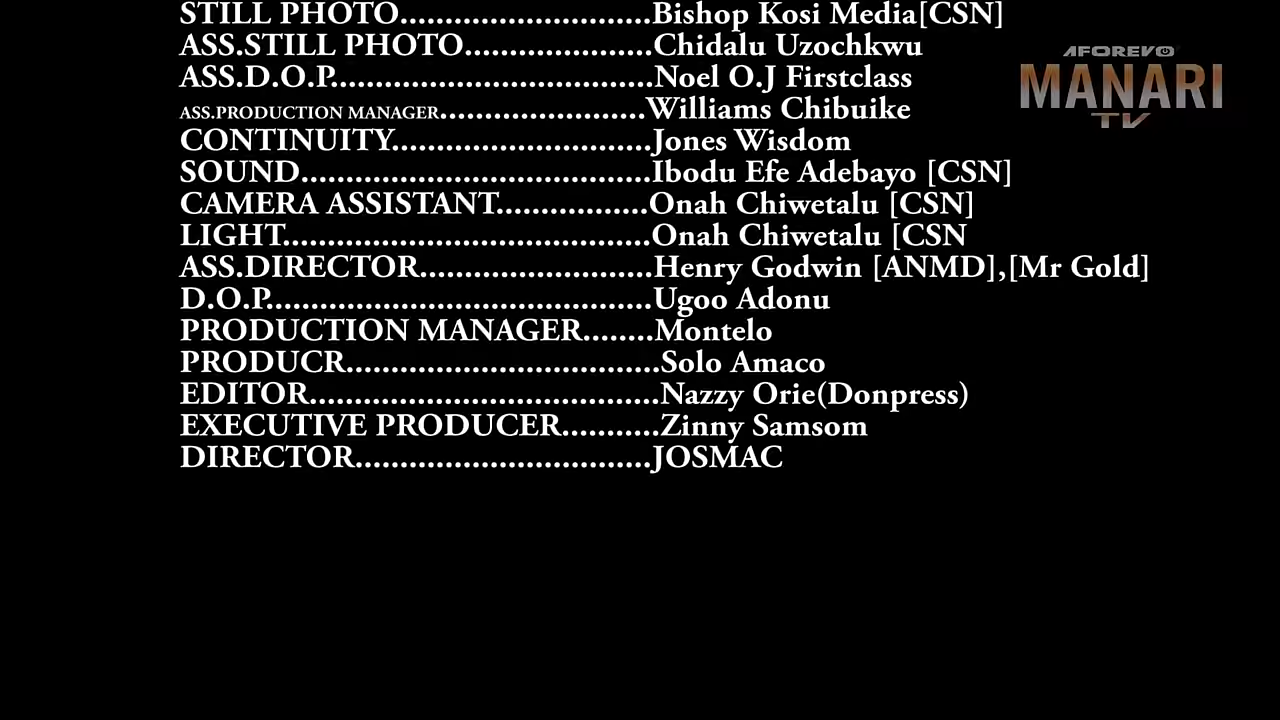 STILL PHOTO............................Bishop Kosi Media[CSN]
ASS.STILL PHOTO.....................Chidalu Uzochkwu
ASS.D.O.P...................................Noel O.J Firstclass
ASS.PRODUCTION MANAGER.......................Williams Chibuike
CONTINUITY.............................Jones Wisdom
SOUND.......................................Ibodu Efe Adebayo [CSN]
CAMERA ASSISTANT.................Onah Chiwetalu [CSN]
LIGHT.........................................Onah Chiwetalu [CSN
ASS.DIRECTOR..........................Henry Godwin [ANMD],[Mr Gold]
D.O.P...........................................Ugoo Adonu
PRODUCTION MANAGER........Montelo
PRODUCR...................................Solo Amaco
EDITOR.......................................Nazzy Orie(Donpress)
EXECUTIVE PRODUCER...........Zinny Samsom
DIRECTOR.................................JOSMAC
AFOREVO
MANARI
TV